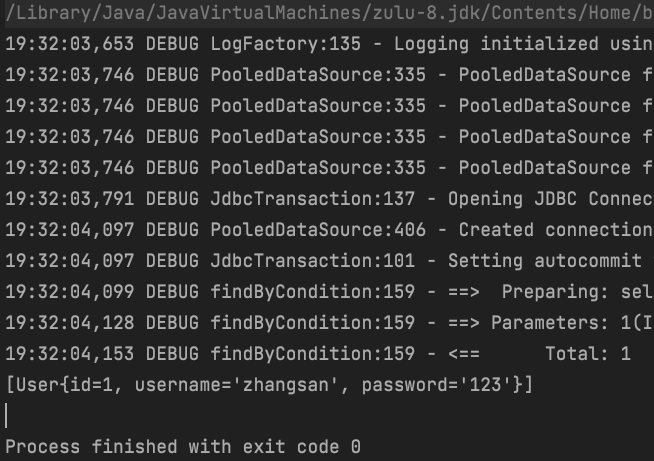 /Library/Java/JavaVirtualMachines/zulu-8.jdk/Contents/Home/b
19:32:03,653 DEBUG LogFactory:135 - Logging initialized usin
19:32:03,746 DEBUG PooledDataSource:335 - PooledDataSource f
19:32:03,746 DEBUG PooledDataSource:335 - PooledDataSource f
19:32:03,746 DEBUG PooledDataSource:335 - PooledDataSource f
19:32:03,746 DEBUG PooledDataSource:335 - PooledDataSource f
19:32:03,791 DEBUG JdbcTransaction:137 - Opening JDBC Connec
19:32:04,097 DEBUG PooledDataSource:406 - Created connection
19:32:04,097 DEBUG JdbcTransaction:101 - Setting autocommit
19:32:04,099 DEBUG findByCondition:159 - ==>  Preparing: sel
19:32:04,128 DEBUG findByCondition:159 - ==> Parameters: 1(I
19:32:04,153 DEBUG findByCondition:159 - <==      Total: 1
[User{id=1, username='zhangsan', password='123'}]
Process finished with exit code 0